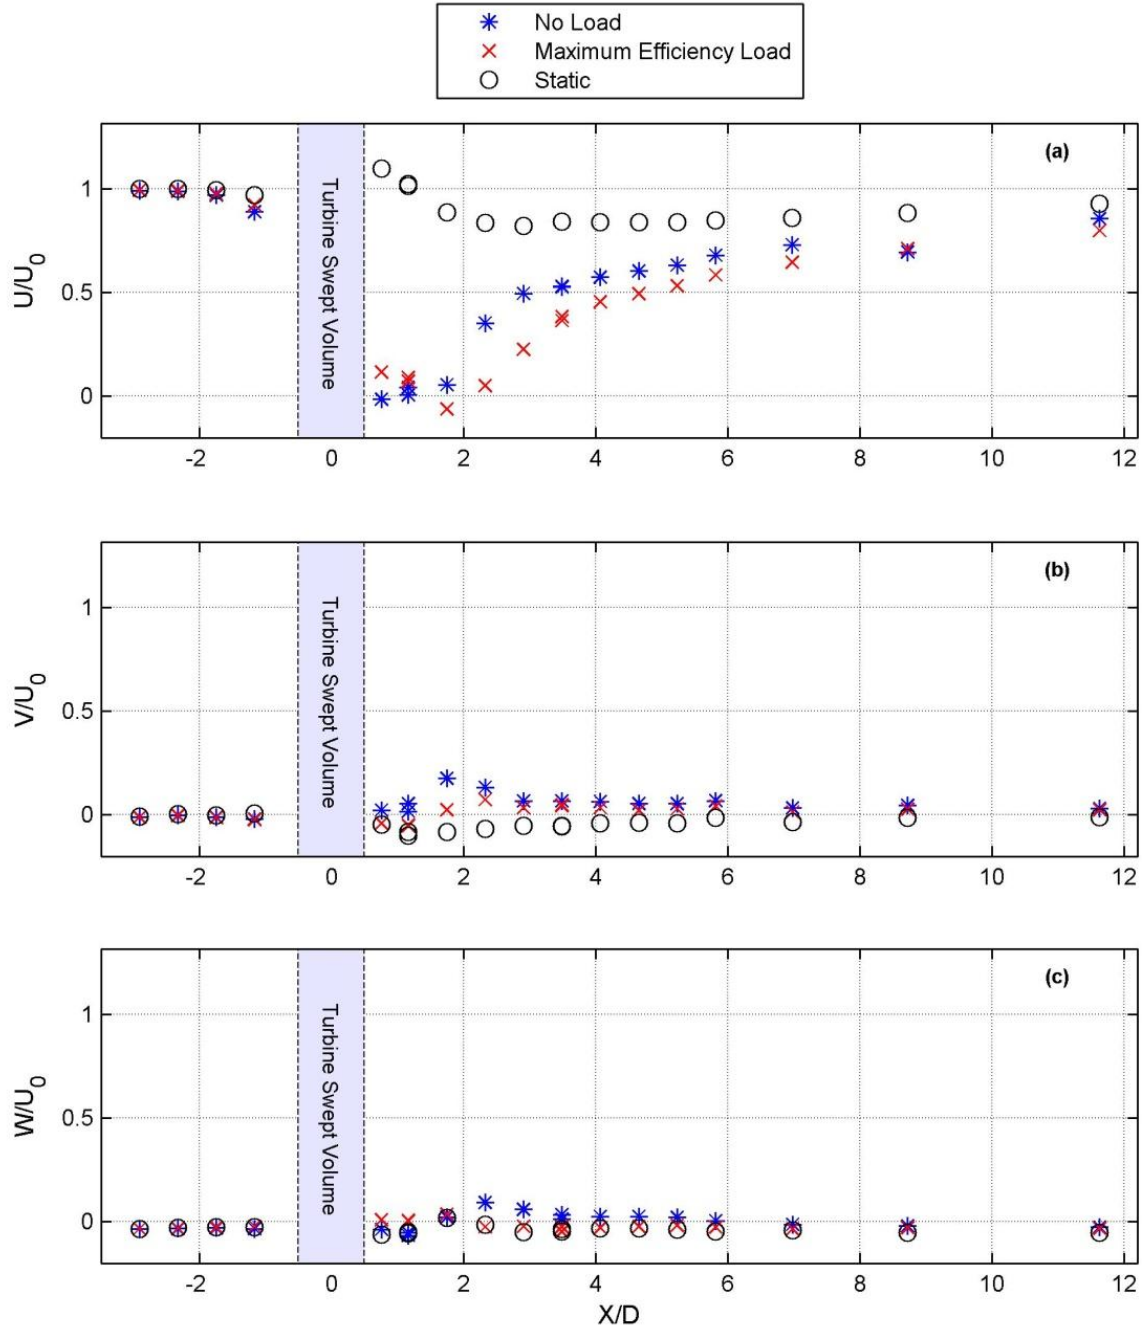 No Load
Maximum Efficiency Load
Static
(a)
U/U0
1
0.5
0
Turbine Swept Volume
-2 0 2 4 6 8 10 12
(b)
V/U0
1
0.5
0
Turbine Swept Volume
-2 0 2 4 6 8 10 12
(c)
W/U0
1
0.5
0
Turbine Swept Volume
-2 0 2 4 6 8 10 12
X/D